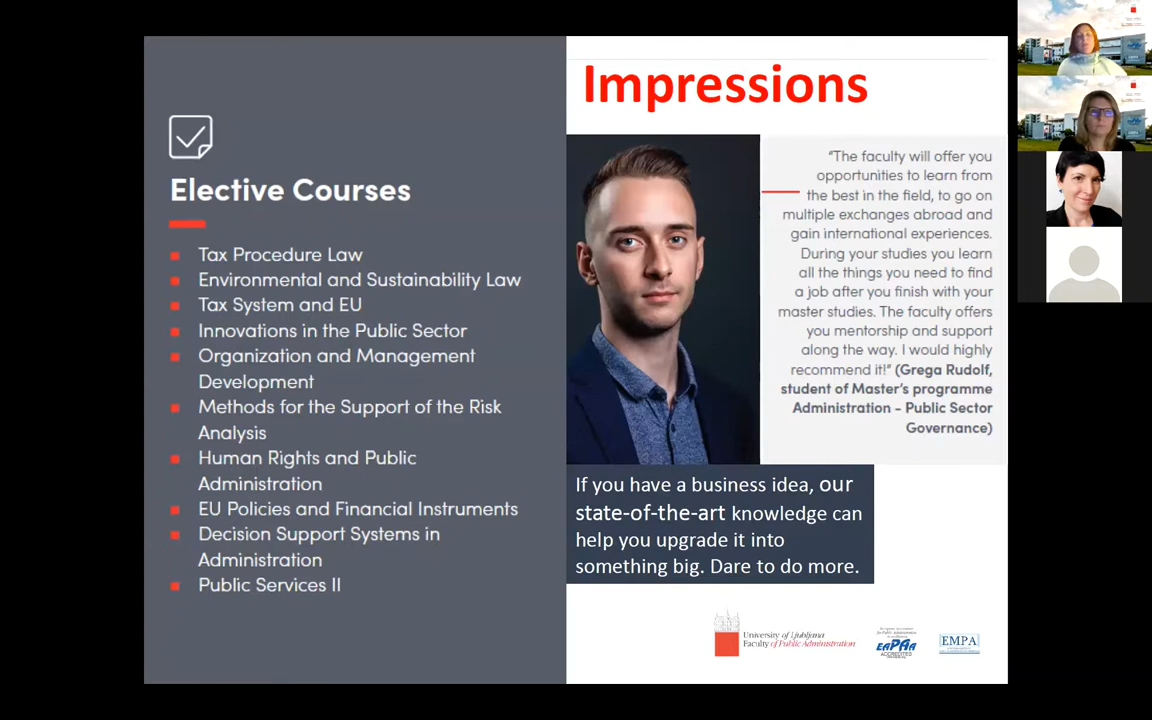 Elective Courses
Tax Procedure Law
Environmental and Sustainability Law
Tax System and EU
Innovations in the Public Sector
Organization and Management
Development
Methods for the Support of the Risk
Analysis
Human Rights and Public
Administration
EU Policies and Financial Instruments
Decision Support Systems in
Administration
Public Services II
Impressions
“The faculty will offer you
opportunities to learn from
the best in the field, to go on
multiple exchanges abroad and
gain international experiences.
During your studies you learn
all the things you need to find
a job after you finish with your
master studies. The faculty offers
you mentorship and support
along the way. I would highly
recommend it!” (Grega Rudolf,
student of Master’s programme
Administration – Public Sector
Governance)
If you have a business idea, our
state-of-the-art knowledge can
help you upgrade it into
something big. Dare to do more.
University of Ljubljana
Faculty of Public Administration
EAPAA
ACCREDITED
EMPA